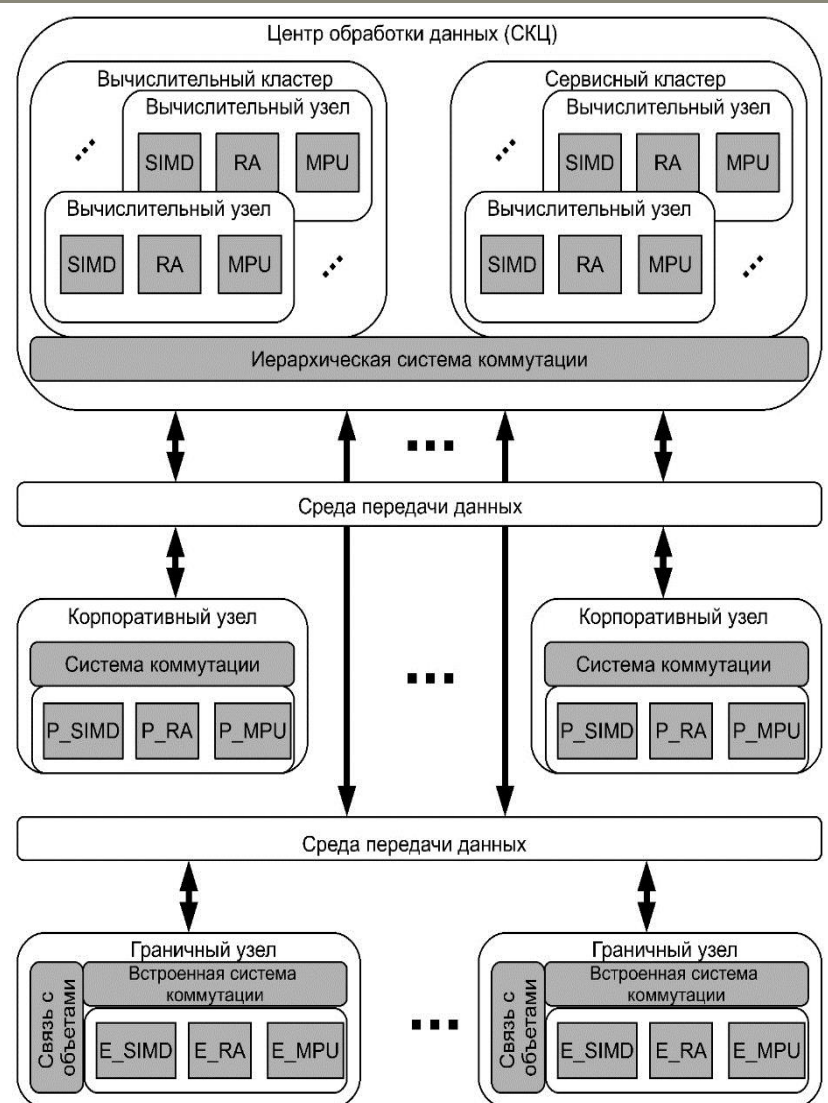 Центр обработки данных (СКЦ)
Вычислительный кластер
Вычислительный узел
SIMD RA MPU
Вычислительный узел
SIMD RA MPU
Сервисный кластер
Вычислительный узел
SIMD RA MPU
Вычислительный узел
SIMD RA MPU
Иерархическая система коммутации
Среда передачи данных
Корпоративный узел
Система коммутации
P_SIMD P_RA P_MPU
Корпоративный узел
Система коммутации
P_SIMD P_RA P_MPU
Среда передачи данных
Граничный узел
Связь с
объетами
Встроенная система
коммутации
E_SIMD E_RA E_MPU
Граничный узел
Связь с
объетами
Встроенная система
коммутации
E_SIMD E_RA E_MPU